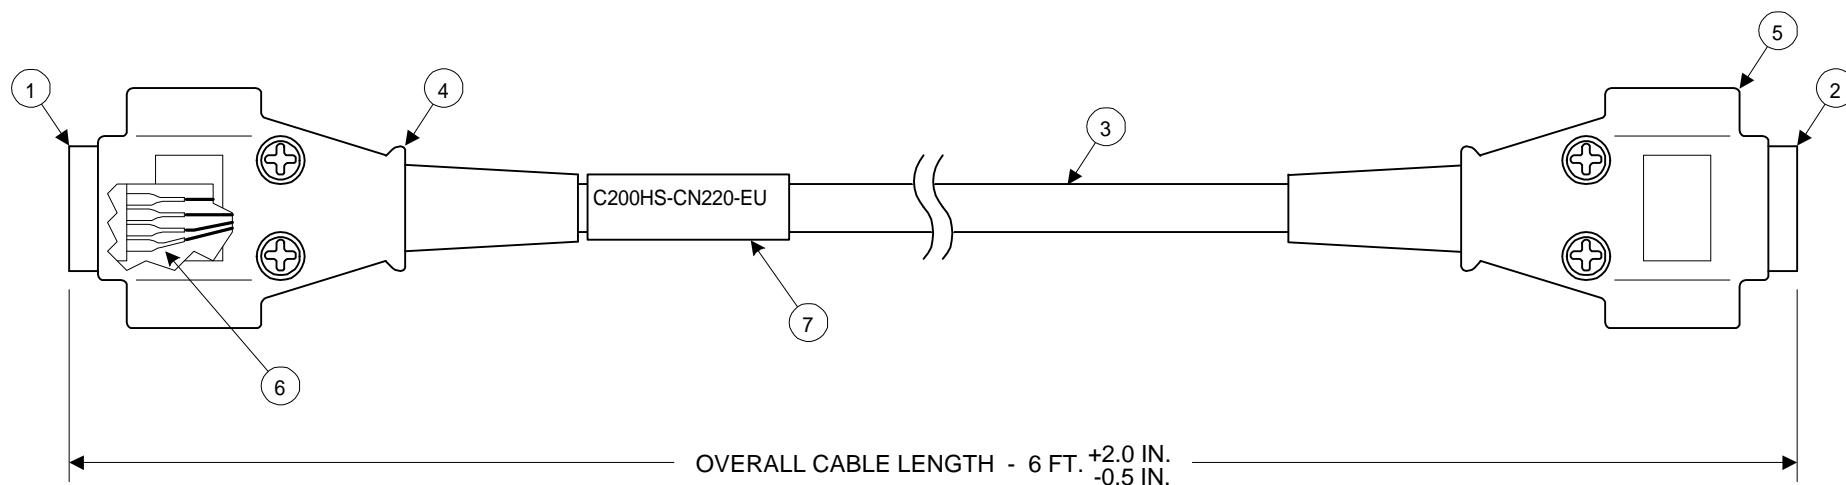 5
1
4
2
3
C200HS-CN220-EU
7
6
OVERALL CABLE LENGTH - 6 FT. +2.0 IN.
-0.5 IN.